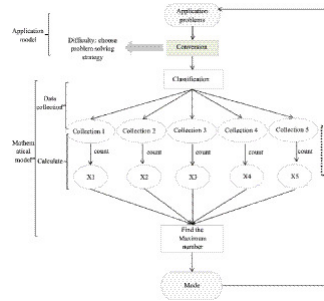 Application
problems
Application
model
Difficulty: choose
problem-solving
strategy
Conversion
Classification
Data
collection
Collection 1
Collection 2
Collection 3
Collection 4
Collection 5
Mathem
atical
model
Calculate
count
count
count
count
count
X1
X2
X3
X4
X5
Find the
Maximum
number
Mode